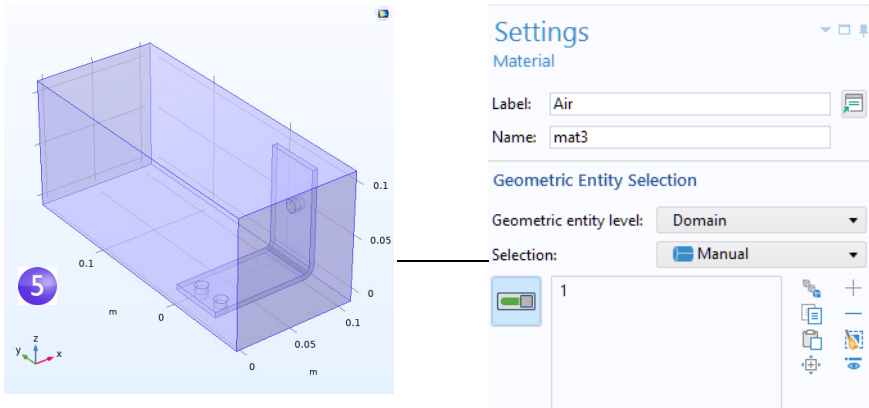 0.1
0.05
0
0.1
0.05
0
m
0.1
m
0
5
z
y
x
Settings
Material
Label: Air
Name: mat3
Geometric Entity Selection
Geometric entity level: Domain
Selection: Manual
1